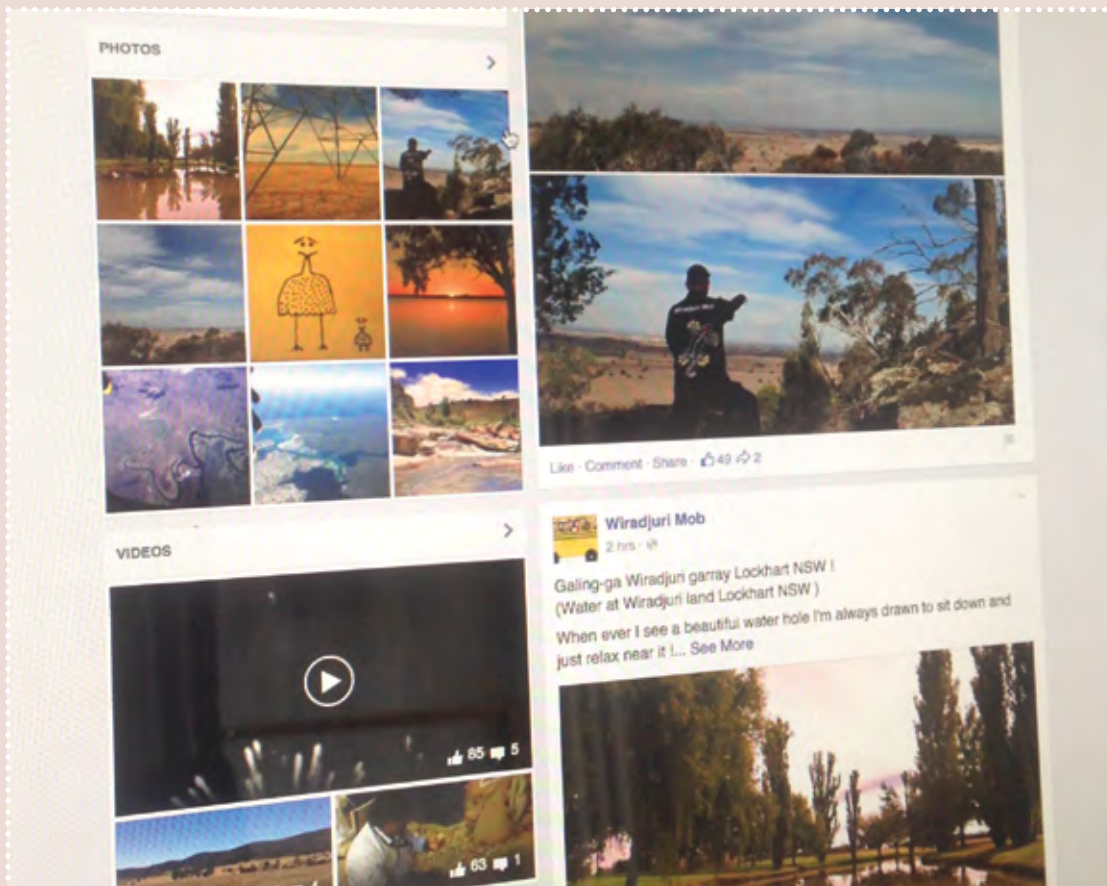 PHOTOS
VIDEOS
85 5
63 1
Like · Comment · Share · 49 2
Wiradjuri Mob
2 hrs ·
Galing-ga Wiradjuri garray Lockhart NSW !
(Water at Wiradjuri land Lockhart NSW )
When ever I see a beautiful water hole I'm always drawn to sit down and
just relax near it !... See More